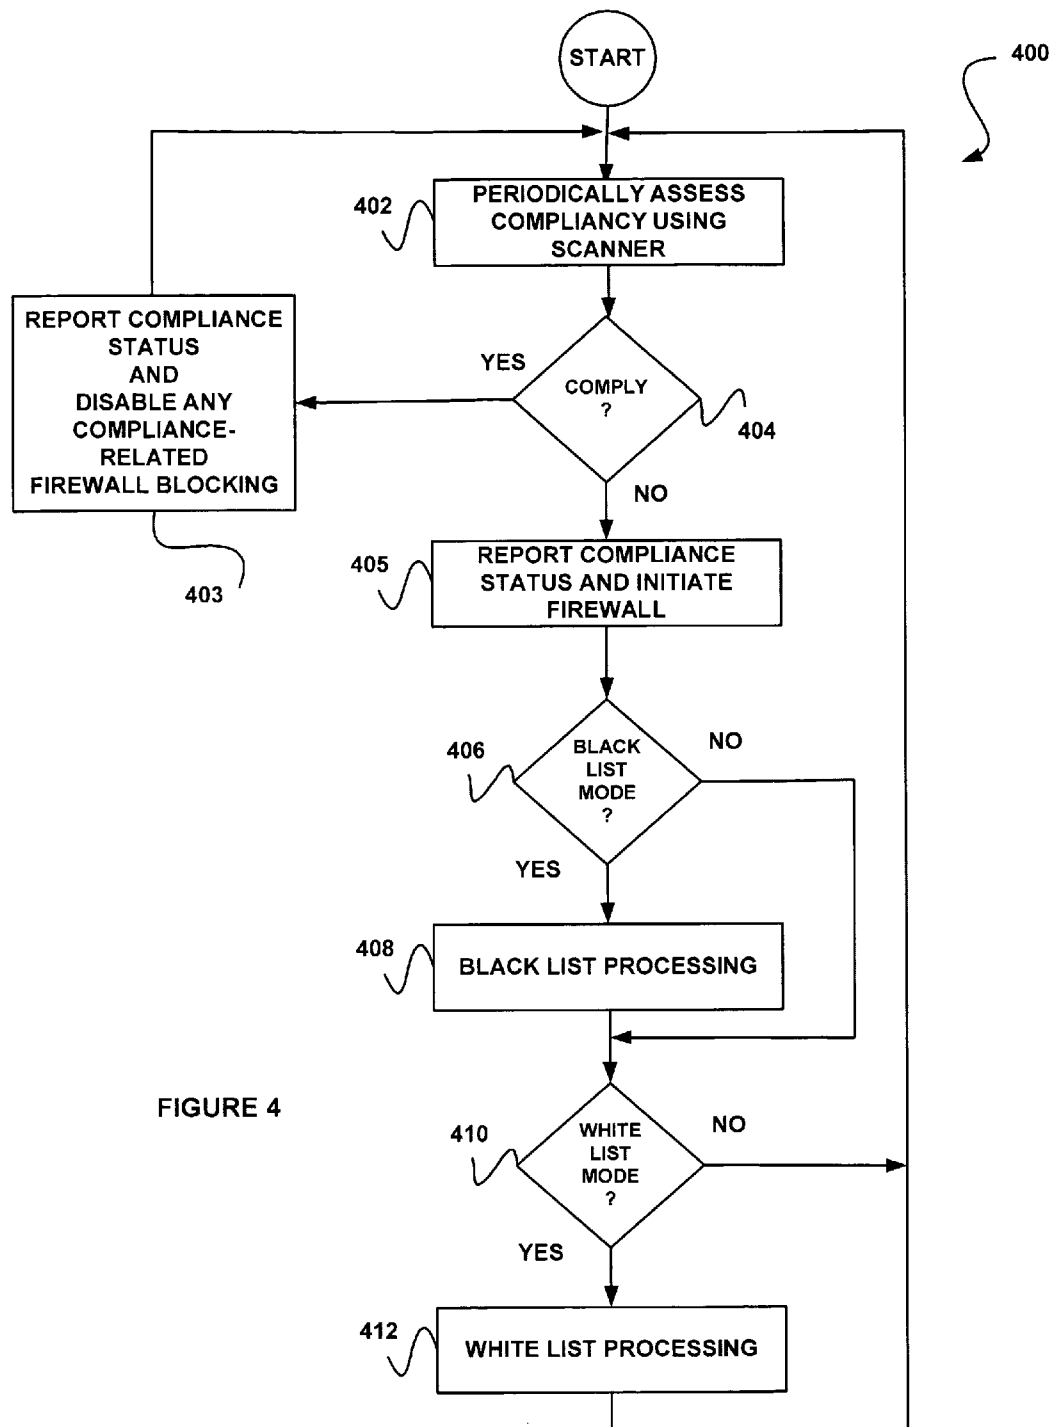 START
400
402
PERIODICALLY ASSESS
COMPLIANCY USING
SCANNER
REPORT COMPLIANCE
STATUS
AND
DISABLE ANY
COMPLIANCE-
RELATED
FIREWALL BLOCKING
403
YES
COMPLY
?
404
NO
405
REPORT COMPLIANCE
STATUS AND INITIATE
FIREWALL
406
BLACK
LIST
MODE
?
NO
YES
408
BLACK LIST PROCESSING
FIGURE 4
410
WHITE
LIST
MODE
?
NO
YES
412
WHITE LIST PROCESSING